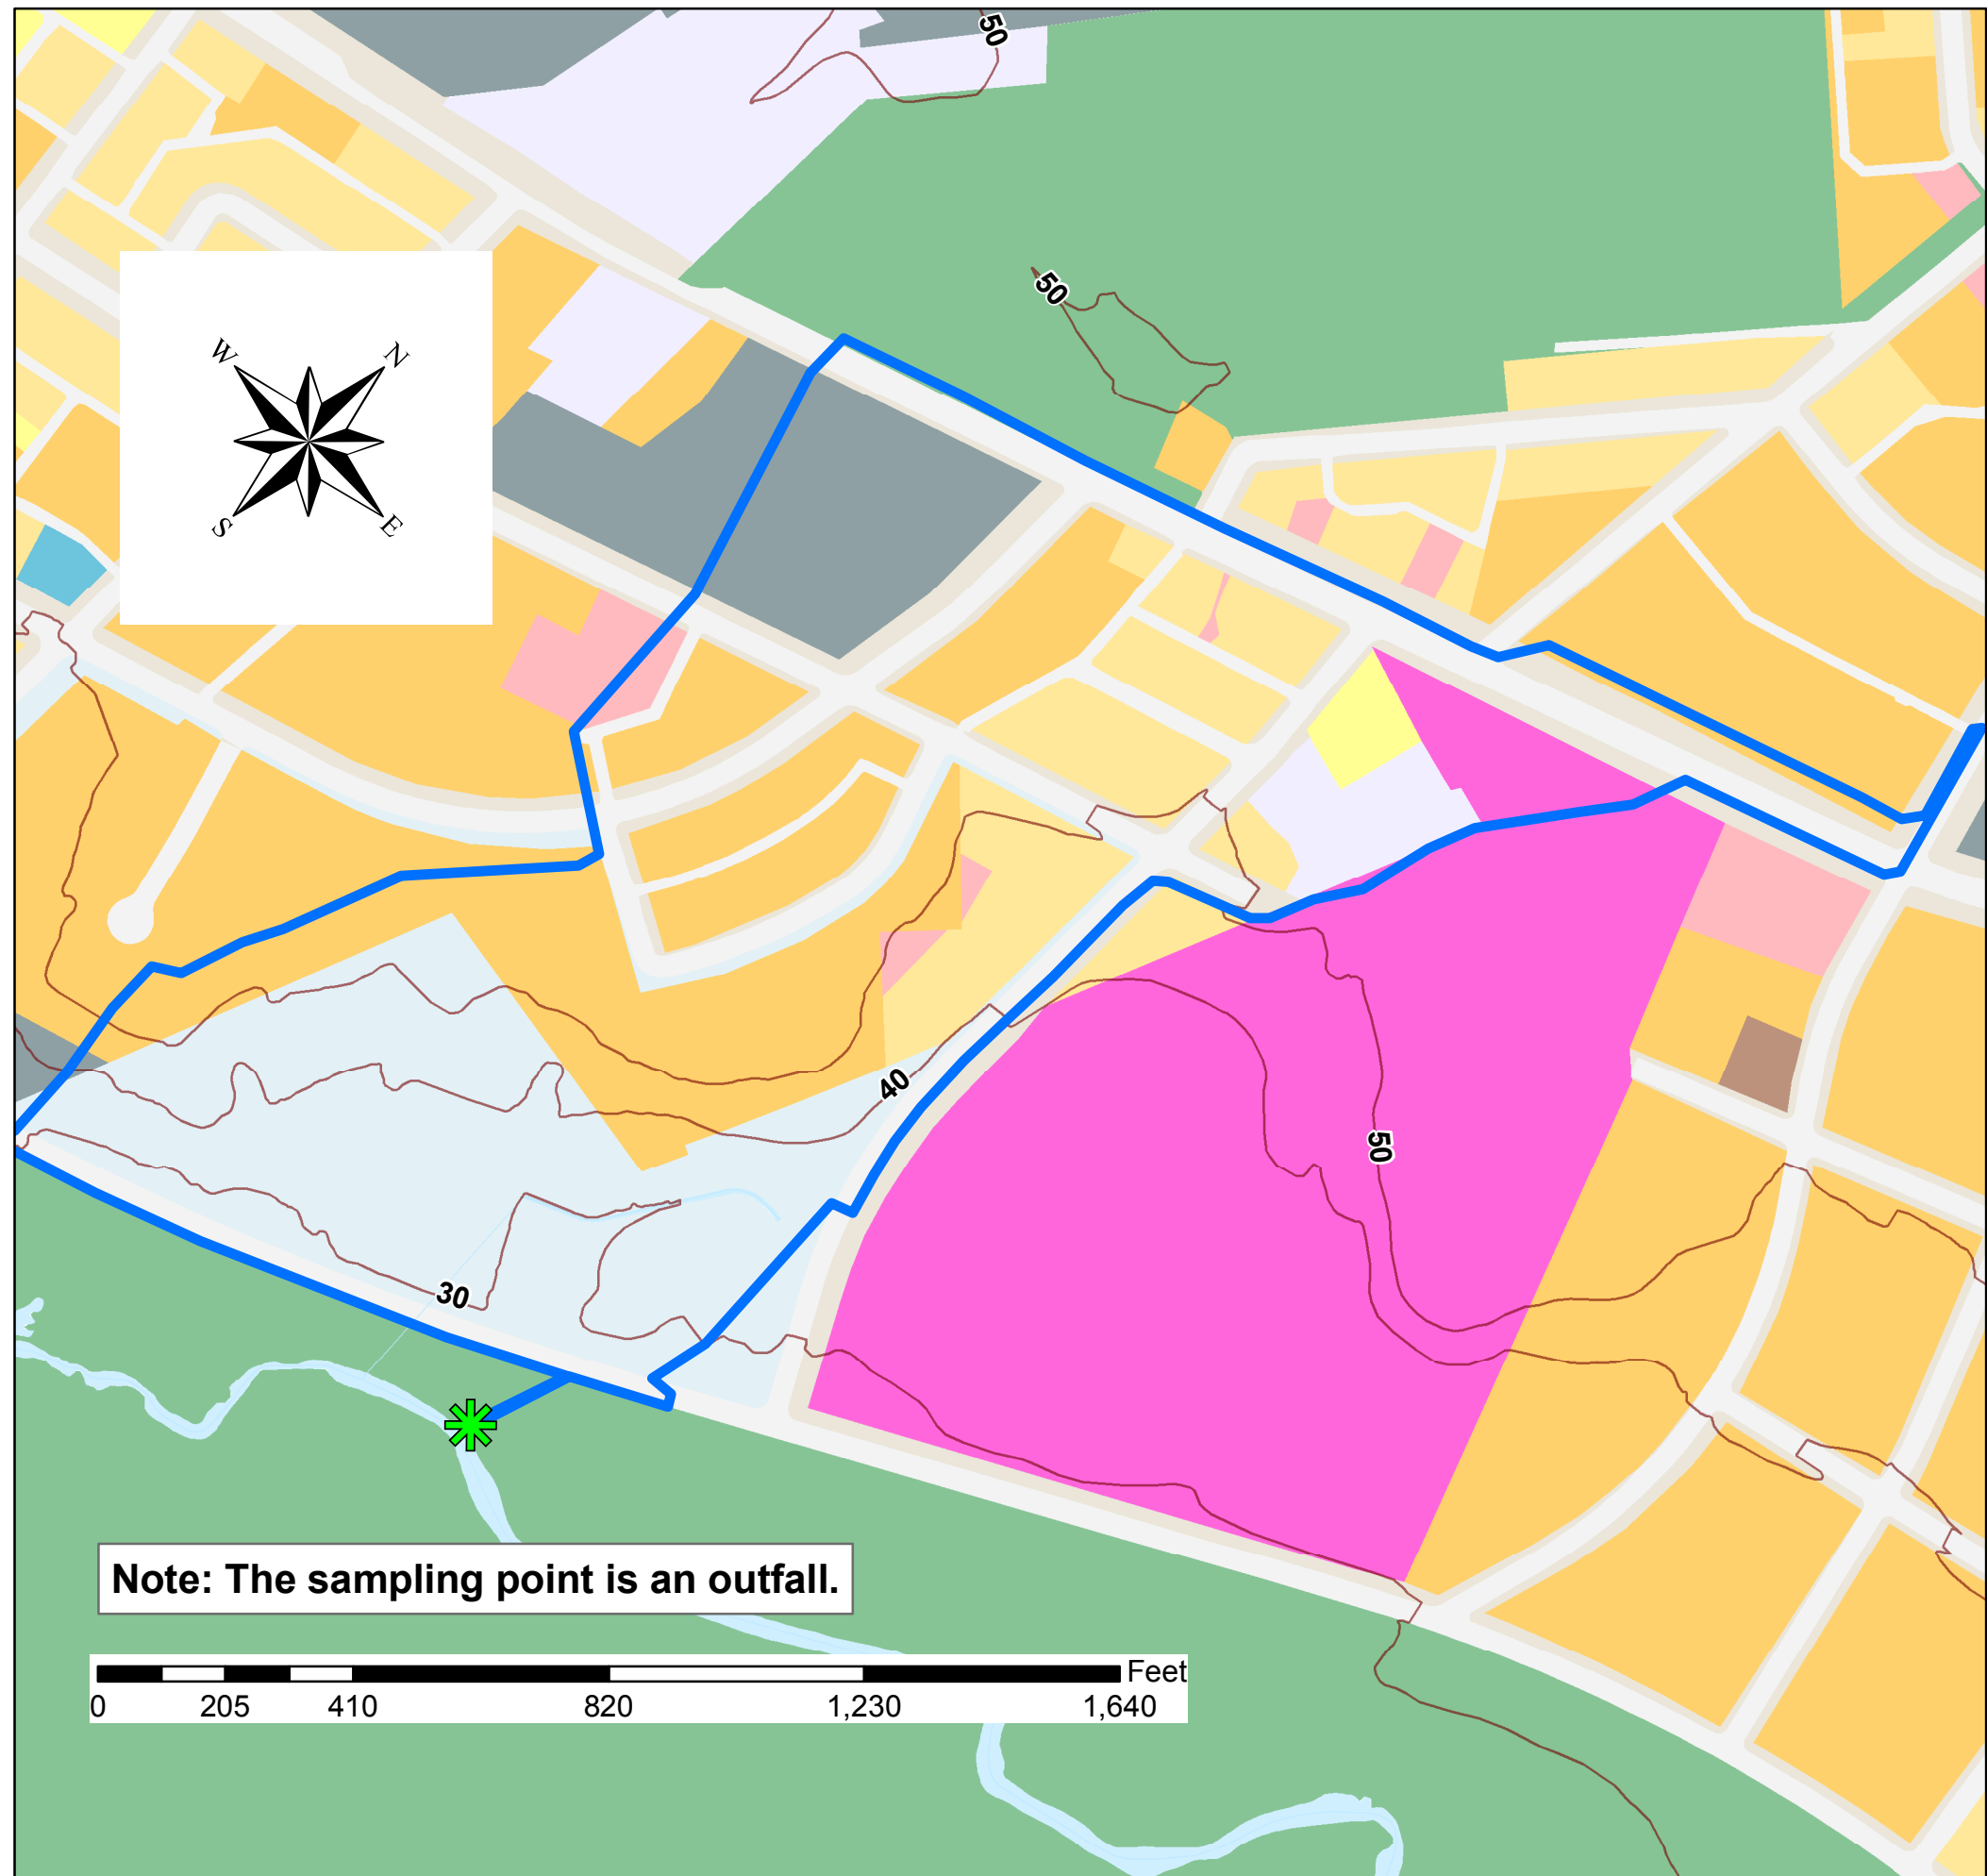 50
50
W
N
S
E
40
50
30
Note: The sampling point is an outfall.
Feet
0 205 410 820 1,230 1,640